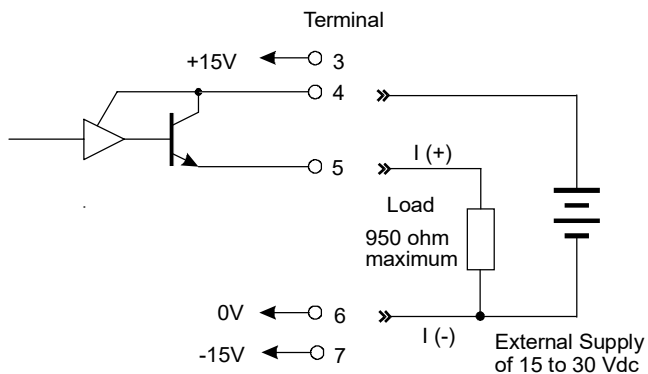 Terminal
+15V
3
4
5
I (+)
Load
950 ohm
maximum
0V
6
I (-)
External Supply
of 15 to 30 Vdc
-15V
7